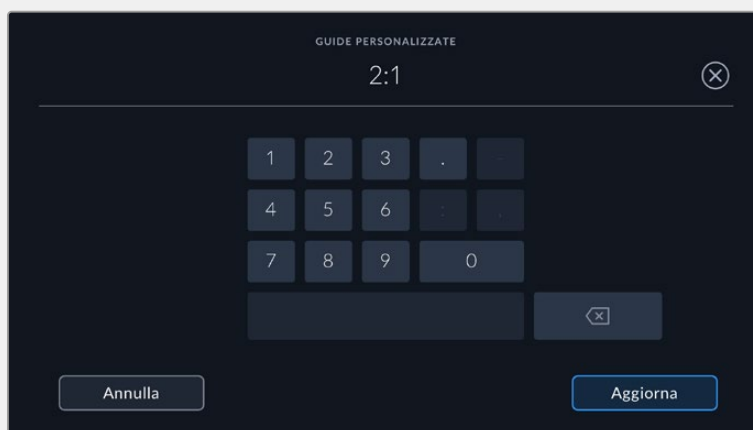 GUIDE PERSONALIZZATE
2:1
1 2 3 . -
4 5 6 : ,
7 8 9 0
Annulla Aggiorna